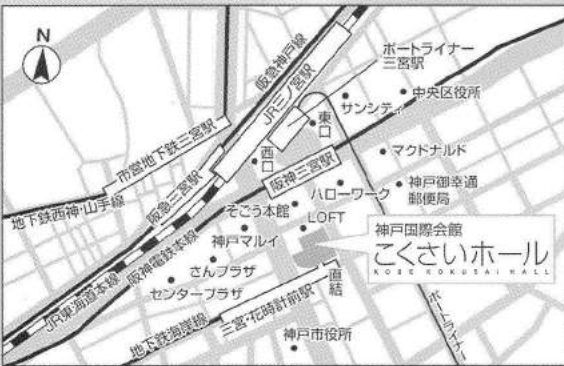 N
阪急神戸線
JR三ノ宮駅
ポートライナー
三宮駅
サンシティ
中央区役所
市営地下鉄三宮駅
東口
西口
マクドナルド
阪急三宮駅
阪神三宮駅
地下鉄西神・山手線
ハローワーク
神戸御幸通
郵便局
そごう本館
LOFT
神戸マルイ
神戸国際会館
こくさいホール
KOBE KOKUSAI HALL
さんプラザ
センタープラザ
阪神電鉄本線
JR東海道本線
直結
三宮・花時計前駅
地下鉄海岸線
神戸市役所
ポートライナー